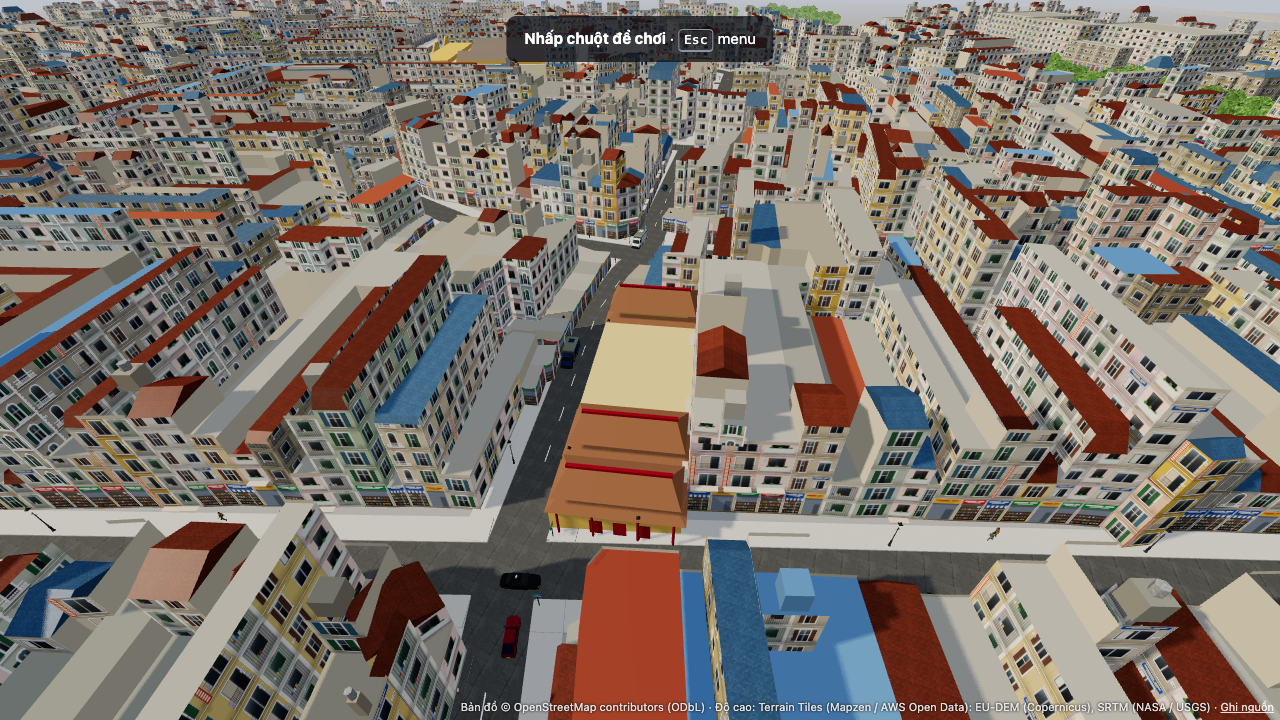 Nhấp chuột để chơi · Esc menu
Bản đồ © OpenStreetMap contributors (ODbL) · Độ cao: Terrain Tiles (Mapzen / AWS Open Data): EU-DEM (Copernicus), SRTM (NASA / USGS) · Ghi nguồn